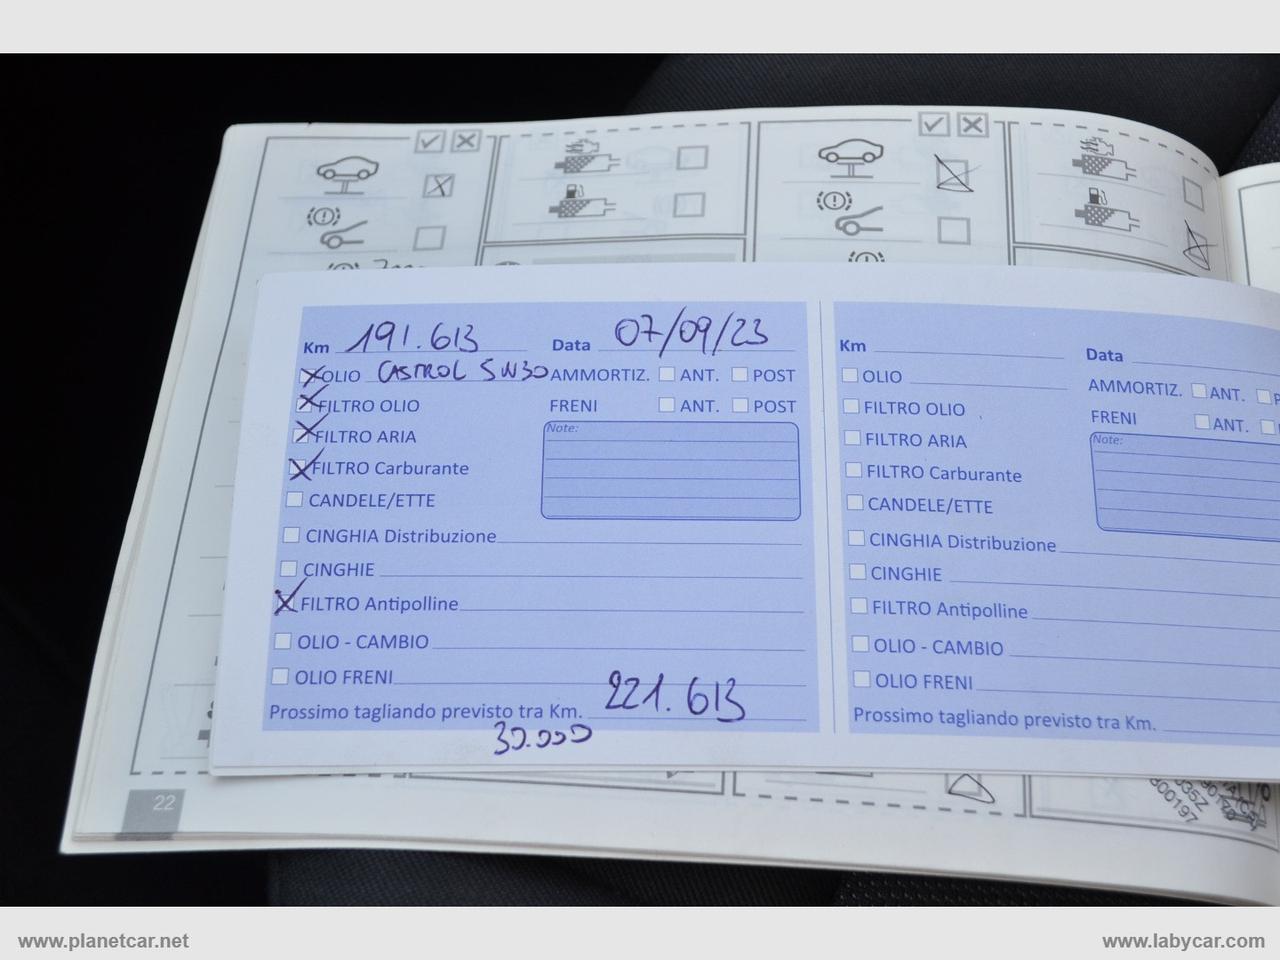 Km 191.613 Data 07/09/23
OLIO CASTROL 5W30 AMMORTIZ. ANT. POST
FILTRO OLIO FRENI ANT. POST
FILTRO ARIA Note:
FILTRO Carburante
CANDELE/ETTE
CINGHIA Distribuzione
CINGHIE
FILTRO Antipolline
OLIO - CAMBIO
OLIO FRENI
Prossimo tagliando previsto tra Km. 221.613
30.000
Km Data
OLIO AMMORTIZ. ANT.
FILTRO OLIO FRENI ANT.
FILTRO ARIA Note:
FILTRO Carburante
CANDELE/ETTE
CINGHIA Distribuzione
CINGHIE
FILTRO Antipolline
OLIO - CAMBIO
OLIO FRENI
Prossimo tagliando previsto tra Km.
22
800197
www.planetcar.net
www.labycar.com